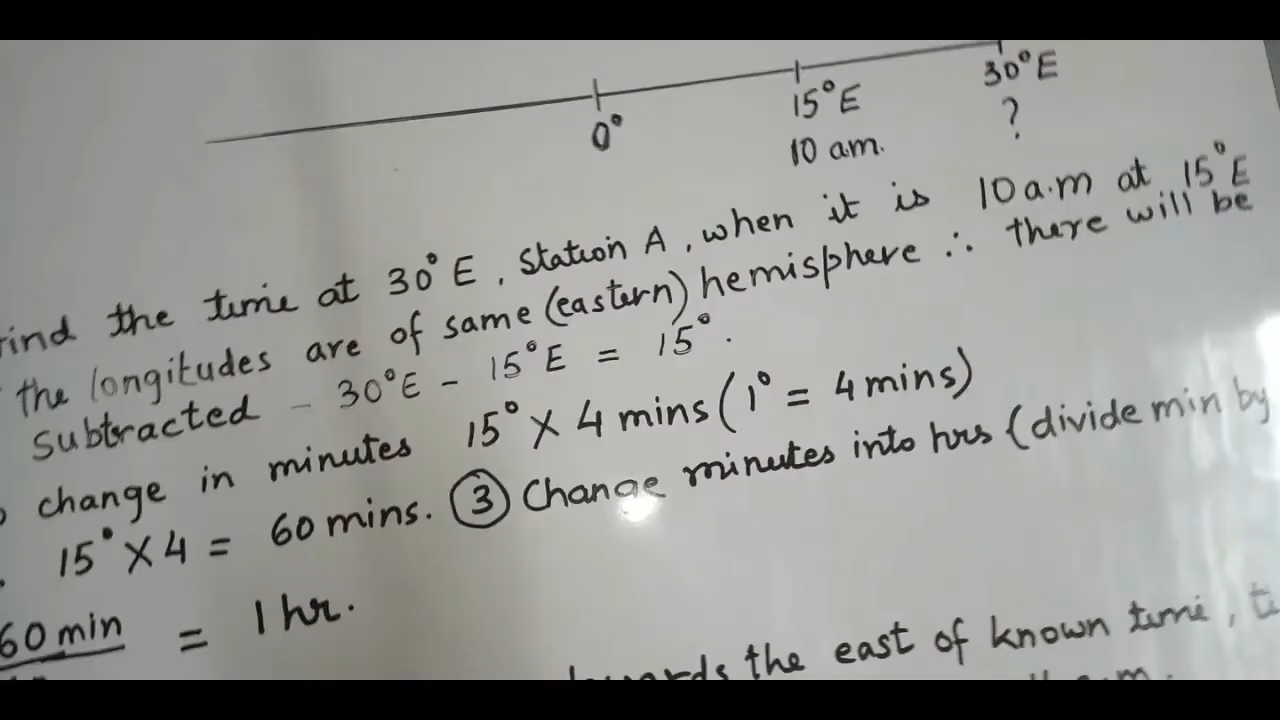 0° 15°E 30°E
10 am. ?
the time at 30°E, Station A, when it is 10 a.m at 15°E
the longitudes are of same (eastern) hemisphere ∴ there will be
Subtracted - 30°E - 15°E = 15°.
change in minutes 15° X 4 mins (1° = 4 mins)
15° X 4 = 60 mins. ③ Change minutes into hrs (divide min by
60 min = 1 hr.
the east of known time,